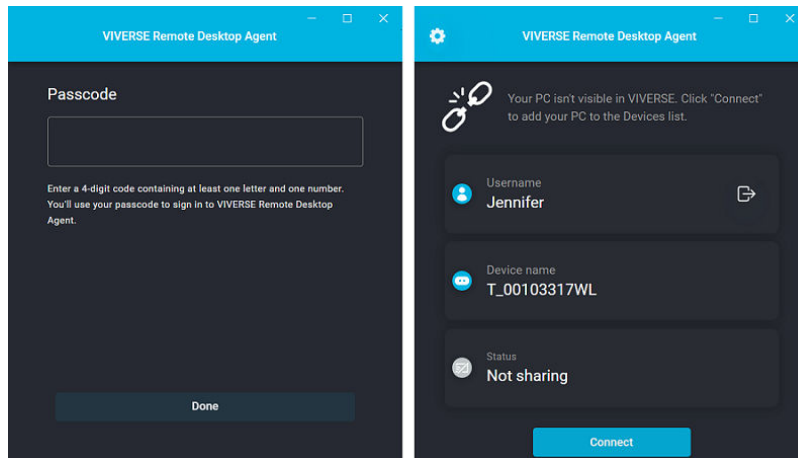 VIVERSE Remote Desktop Agent
Passcode
Enter a 4-digit code containing at least one letter and one number.
You'll use your passcode to sign in to VIVERSE Remote Desktop
Agent.
Done
VIVERSE Remote Desktop Agent
Your PC isn't visible in VIVERSE. Click "Connect"
to add your PC to the Devices list.
Username
Jennifer
Device name
T_00103317WL
Status
Not sharing
Connect